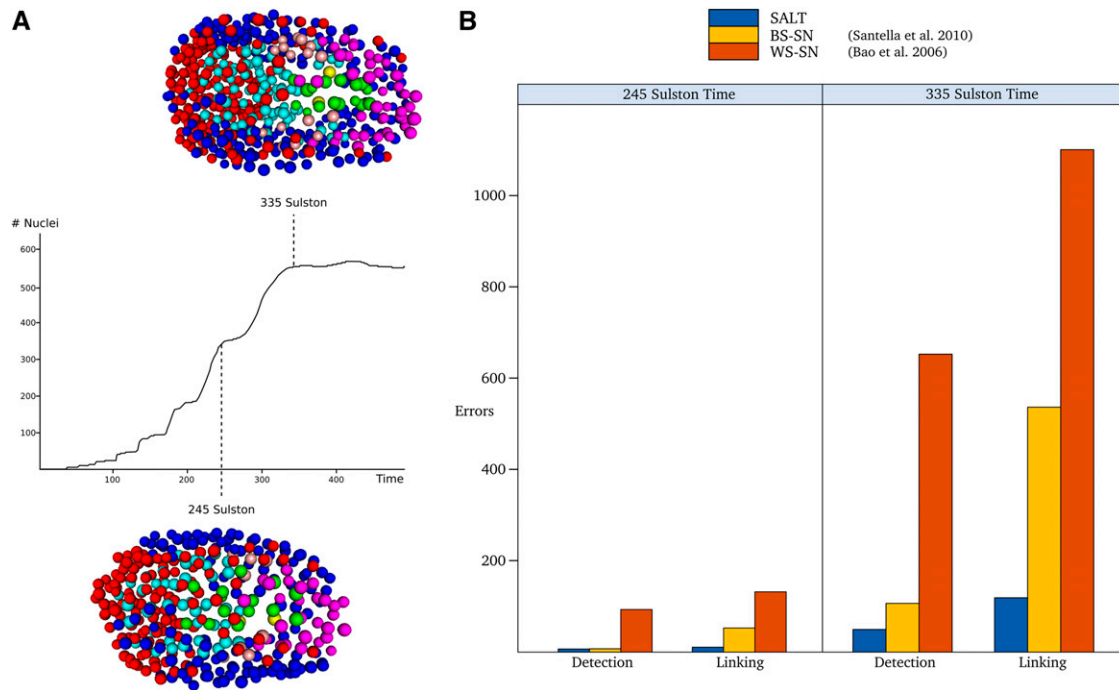 A
335 Sulston
# Nuclei
600
500
400
300
200
100
100 200 300 400 Time
245 Sulston
B
SALT
BS-SN (Santella et al. 2010)
WS-SN (Bao et al. 2006)
245 Sulston Time 335 Sulston Time
1000
800
600
Errors
400
200
Detection Linking Detection Linking